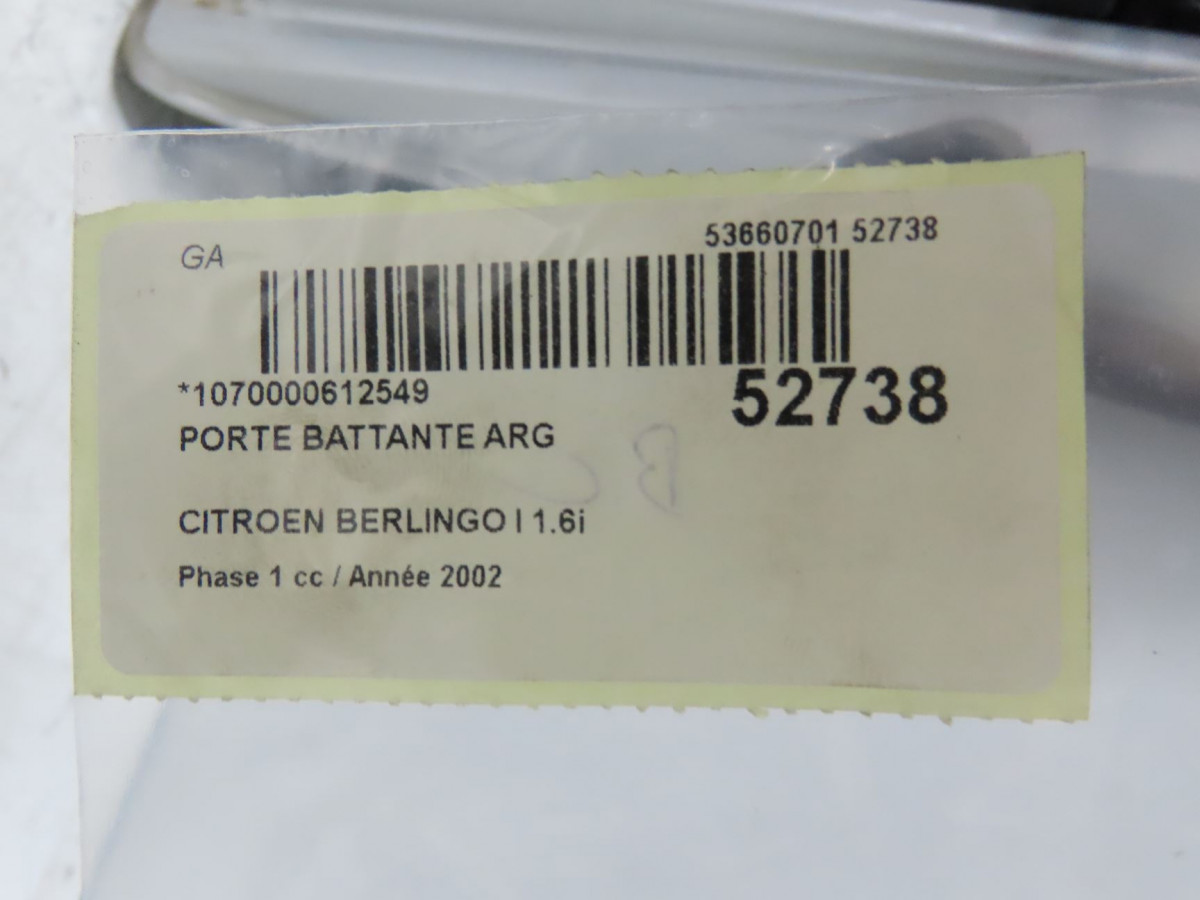 GA
53660701 52738
*1070000612549
52738
PORTE BATTANTE ARG
CITROEN BERLINGO I 1.6i
Phase 1 cc / Année 2002